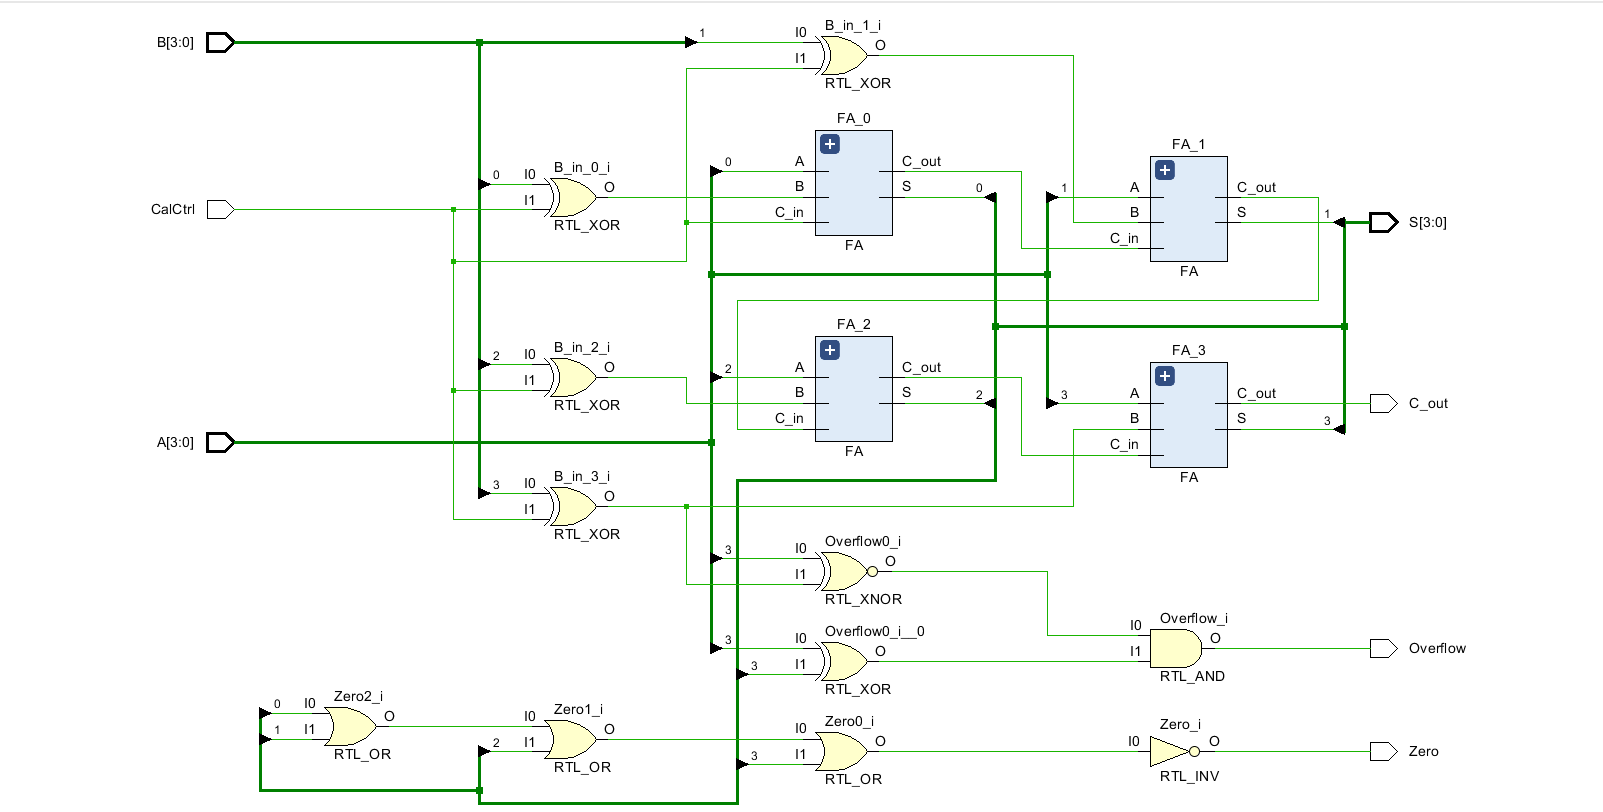 B_in_1_i
B[3:0]
1
I0
O
I1
RTL_XOR
FA_0
FA_1
B_in_0_i
0
A
C_out
0
I0
O
B
S
0
1
A
C_out
CalCtrl
I1
C_in
B
S
1
S[3:0]
RTL_XOR
FA
C_in
FA
FA_2
FA_3
B_in_2_i
2
I0
O
2
A
C_out
I1
B
S
2
3
A
C_out
C_out
RTL_XOR
C_in
B
S
3
A[3:0]
FA
C_in
FA
B_in_3_i
3
I0
O
I1
RTL_XOR
Overflow0_i
3
I0
O
I1
RTL_XNOR
Overflow_i
Overflow0_i__0
I0
O
3
I0
O
I1
Overflow
3
I1
RTL_AND
RTL_XOR
Zero2_i
0
I0
O
1
I1
RTL_OR
Zero1_i
I0
O
2
I1
RTL_OR
Zero0_i
I0
O
3
I1
RTL_OR
Zero_i
I0
O
Zero
RTL_INV